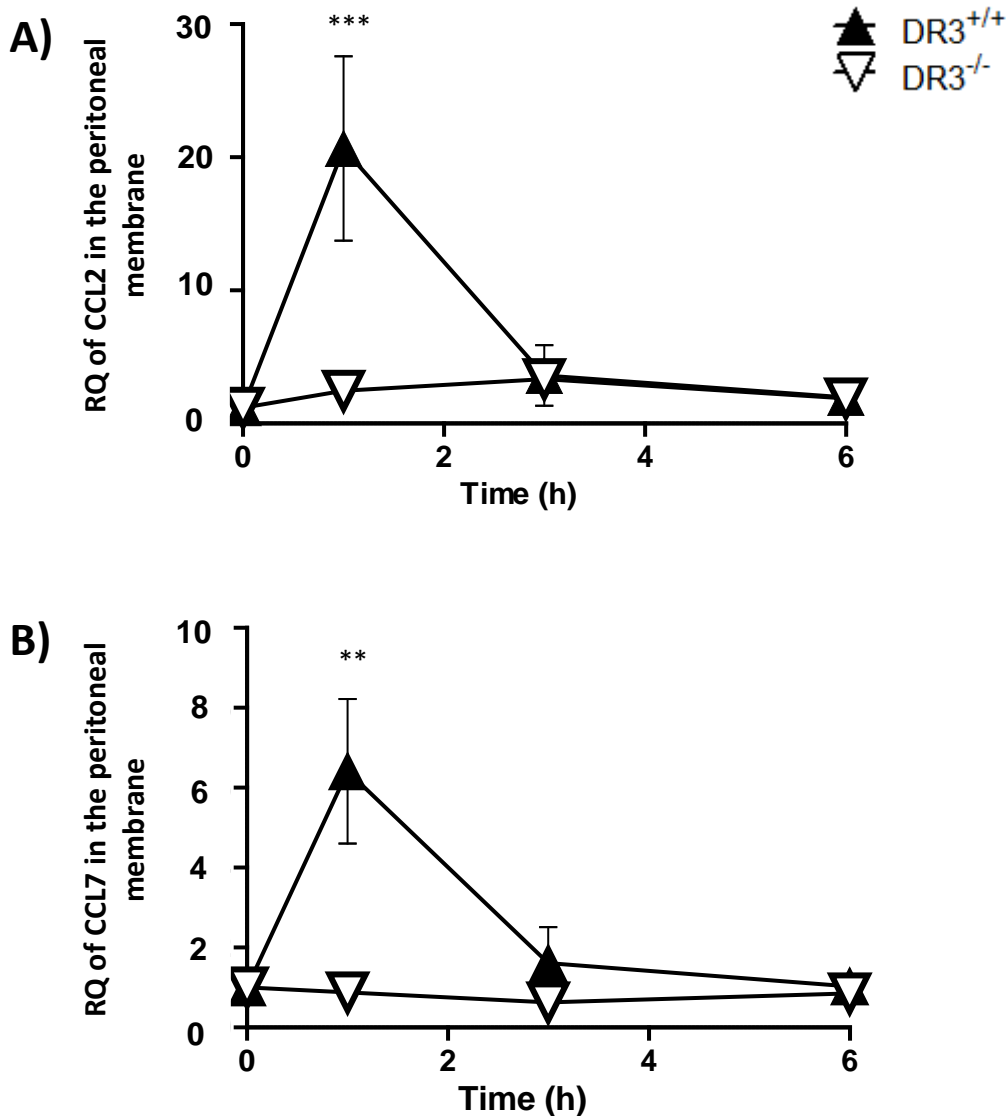 A)
DR3+/+
DR3-/-
RQ of CCL2 in the peritoneal
membrane
***
30
20
10
0
0 2 4 6
Time (h)
B)
RQ of CCL7 in the peritoneal
membrane
**
10
8
6
4
2
0
0 2 4 6
Time (h)